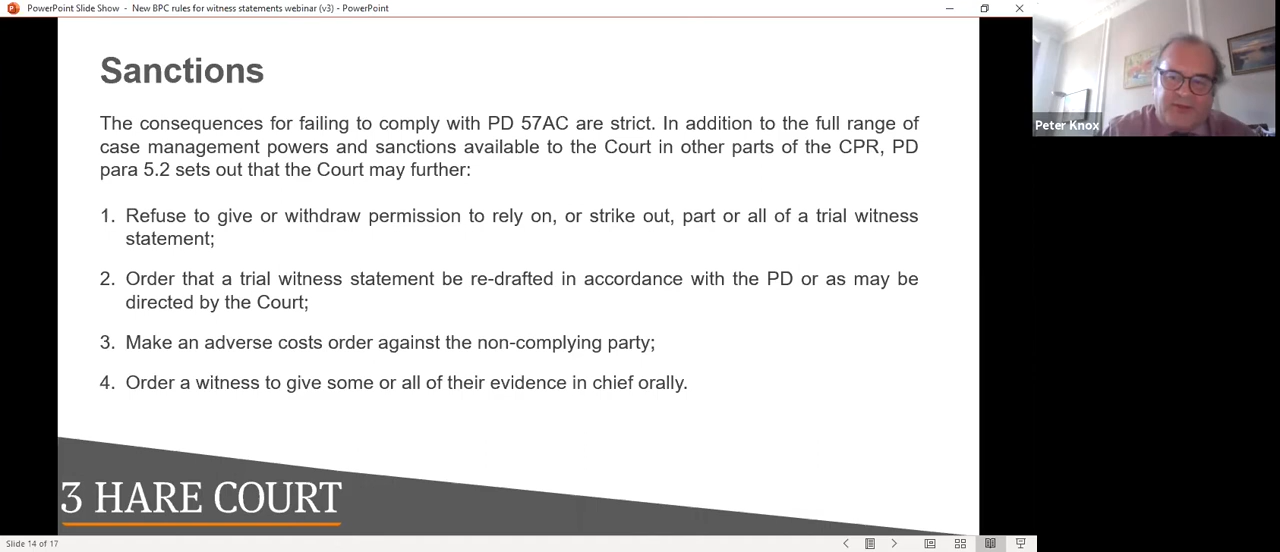 PowerPoint Slide Show - New BPC rules for witness statements webinar (v3) - PowerPoint
Sanctions
The consequences for failing to comply with PD 57AC are strict. In addition to the full range of
case management powers and sanctions available to the Court in other parts of the CPR, PD
para 5.2 sets out that the Court may further:
1. Refuse to give or withdraw permission to rely on, or strike out, part or all of a trial witness
statement;
2. Order that a trial witness statement be re-drafted in accordance with the PD or as may be
directed by the Court;
3. Make an adverse costs order against the non-complying party;
4. Order a witness to give some or all of their evidence in chief orally.
3 HARE COURT
Slide 14 of 17
Peter Knox